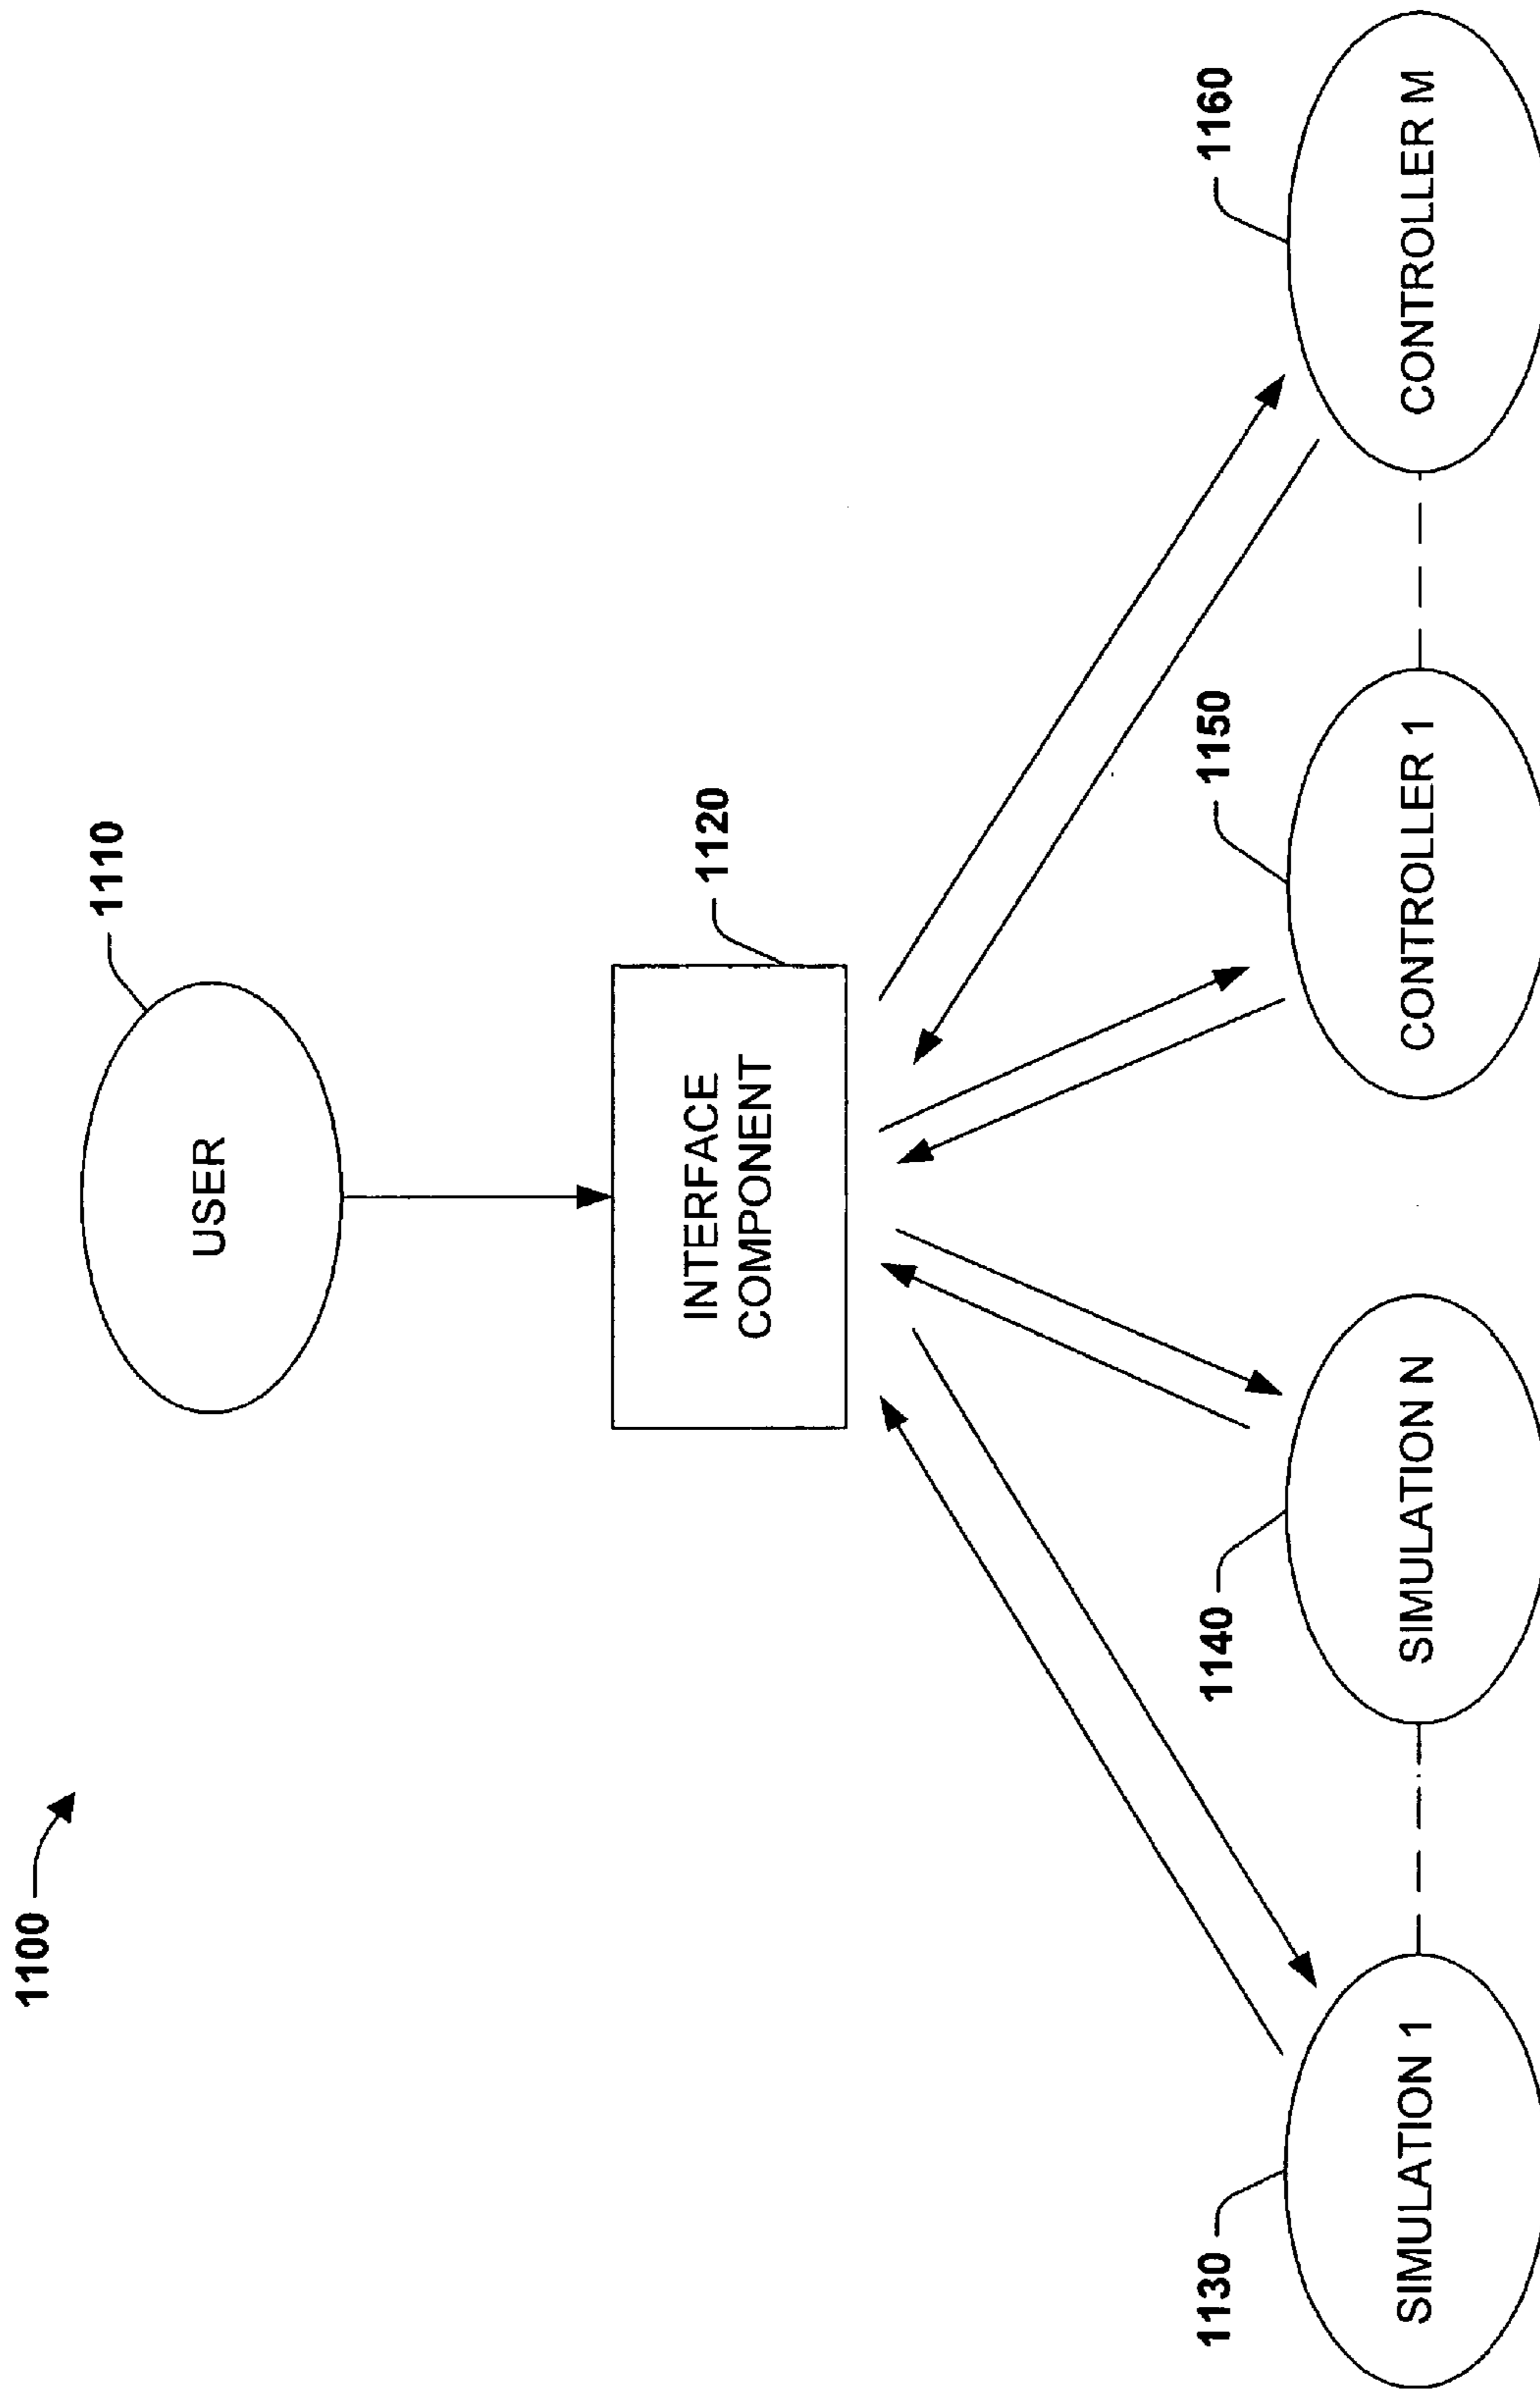 1100
1110
USER
1120
INTERFACE
COMPONENT
1130
SIMULATION 1
1140
SIMULATION N
1150
CONTROLLER 1
1160
CONTROLLER M